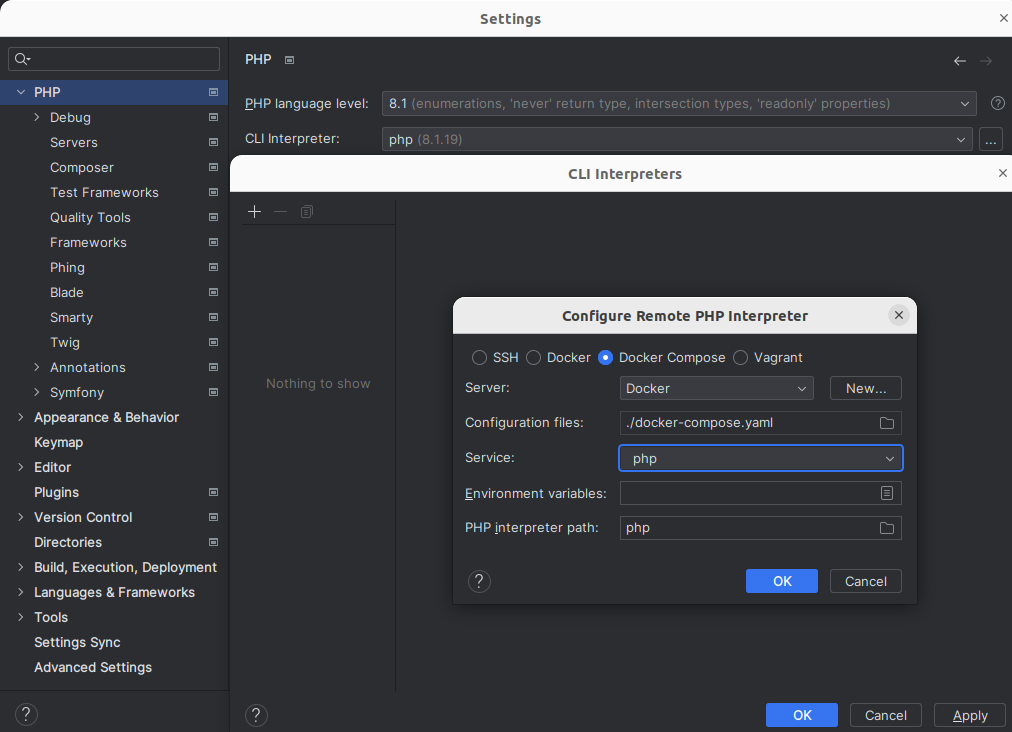 Settings
PHP
PHP language level: 8.1 (enumerations, 'never' return type, intersection types, 'readonly' properties)
CLI Interpreter: php (8.1.19) ...
PHP
Debug
Servers
Composer
Test Frameworks
Quality Tools
Frameworks
Phing
Blade
Smarty
Twig
Annotations
Symfony
Appearance & Behavior
Keymap
Editor
Plugins
Version Control
Directories
Build, Execution, Deployment
Languages & Frameworks
Tools
Settings Sync
Advanced Settings
?
CLI Interpreters
Nothing to show
Configure Remote PHP Interpreter
SSH Docker Docker Compose Vagrant
Server: Docker New...
Configuration files: ./docker-compose.yaml
Service: php
Environment variables:
PHP interpreter path: php
? OK Cancel
? OK Cancel Apply